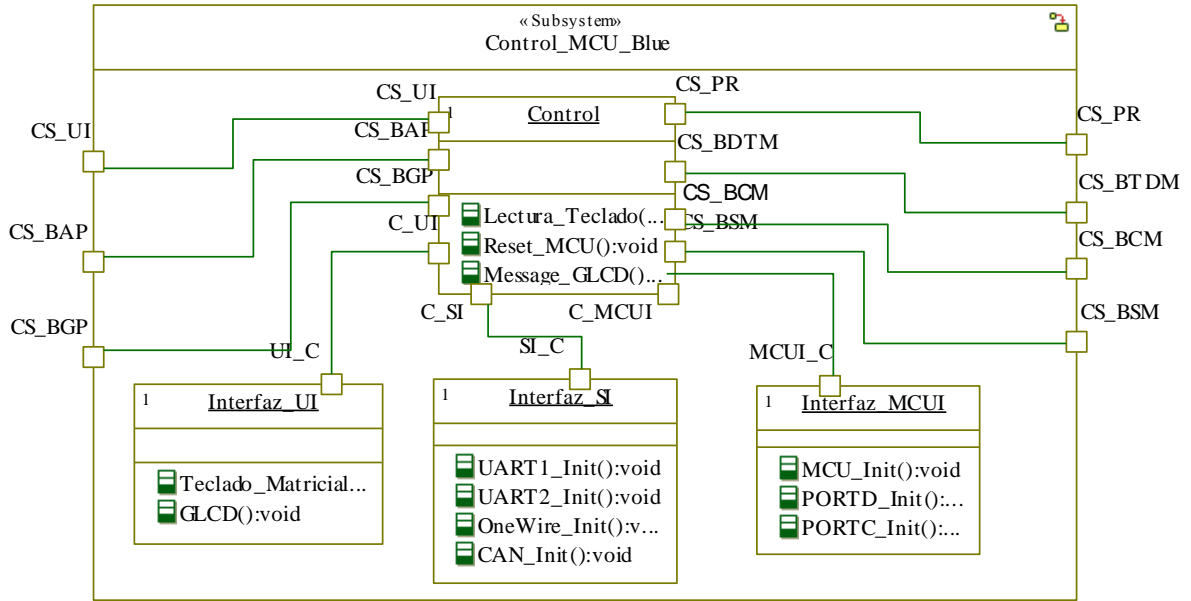 «Subsystem»
Control_MCU_Blue
CS_UI
CS_PR
CS_UI
1
Control
CS_PR
CS_BAP
CS_BDTM
CS_BGP
CS_BTDM
CS_BCM
C_UI
Lectura_Teclado(...
CS_BSM
CS_BAP
Reset_MCU():void
CS_BCM
Message_GLCD()...
C_SI
C_MCUI
CS_BSM
CS_BGP
UI_C
SI_C
MCUI_C
1
Interfaz_UI
Teclado_Matricial...
GLCD():void
1
Interfaz_SI
UART1_Init():void
UART2_Init():void
OneWire_Init():v...
CAN_Init():void
1
Interfaz_MCUI
MCU_Init():void
PORTD_Init():...
PORTC_Init():...